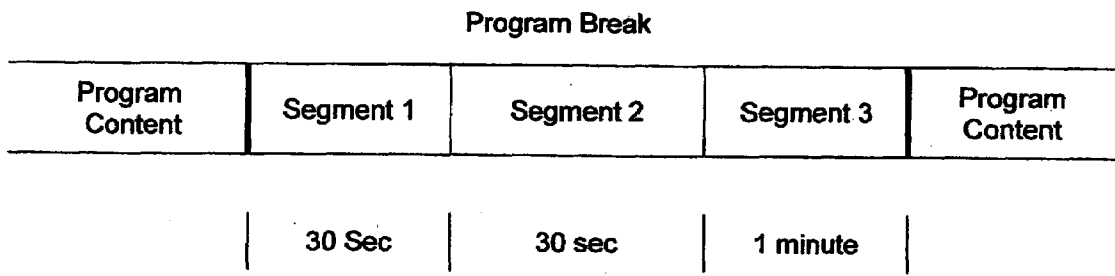 Program Break
Program
Content
Segment 1
Segment 2
Segment 3
Program
Content
30 Sec
30 sec
1 minute